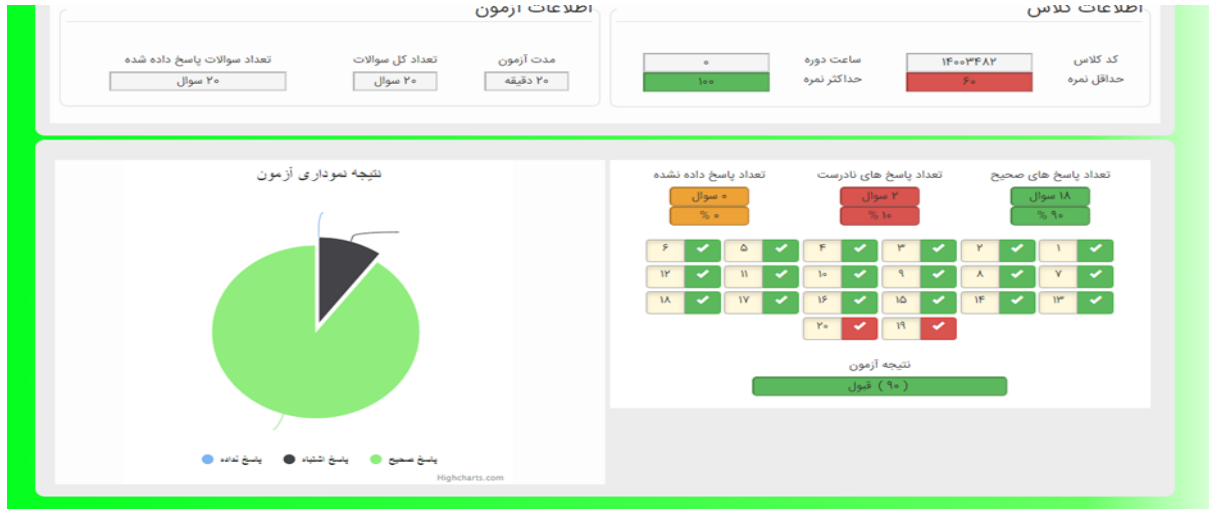 اطلاعات کلاس
کد کلاس ۱۴۰۰۳۴۸۲ ساعت دوره ۰
حداقل نمره ۶۰ حداکثر نمره ۱۰۰
اطلاعات آزمون
مدت آزمون تعداد کل سوالات تعداد سوالات پاسخ داده شده
۲۰ دقیقه ۲۰ سوال ۲۰ سوال
تعداد پاسخ های صحیح تعداد پاسخ های نادرست تعداد پاسخ داده نشده
۱۸ سوال ۲ سوال ۰ سوال
۹۰ % ۱۰ % ۰ %
۱ ۲ ۳ ۴ ۵ ۶
۷ ۸ ۹ ۱۰ ۱۱ ۱۲
۱۳ ۱۴ ۱۵ ۱۶ ۱۷ ۱۸
۱۹ ۲۰
نتیجه آزمون
( ۹۰ ) قبول
نتیجه نموداری آزمون
پاسخ صحیح پاسخ اشتباه پاسخ نداده
Highcharts.com